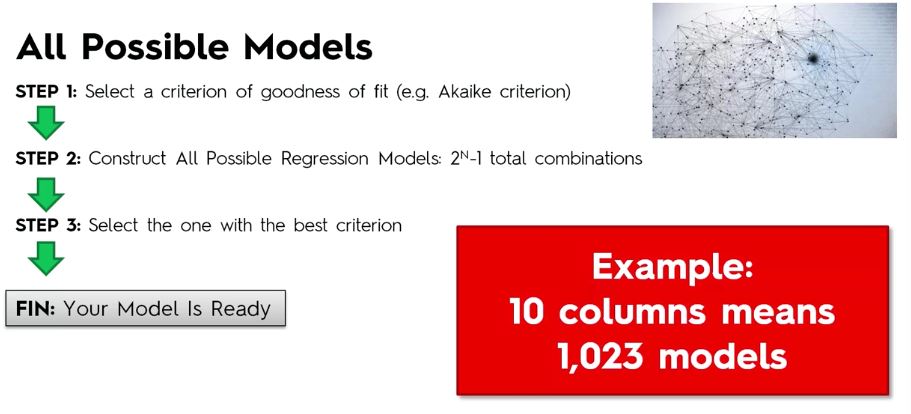 All Possible Models
STEP 1: Select a criterion of goodness of fit (e.g. Akaike criterion)
STEP 2: Construct All Possible Regression Models: 2ᴺ-1 total combinations
STEP 3: Select the one with the best criterion
FIN: Your Model Is Ready
Example:
10 columns means
1,023 models